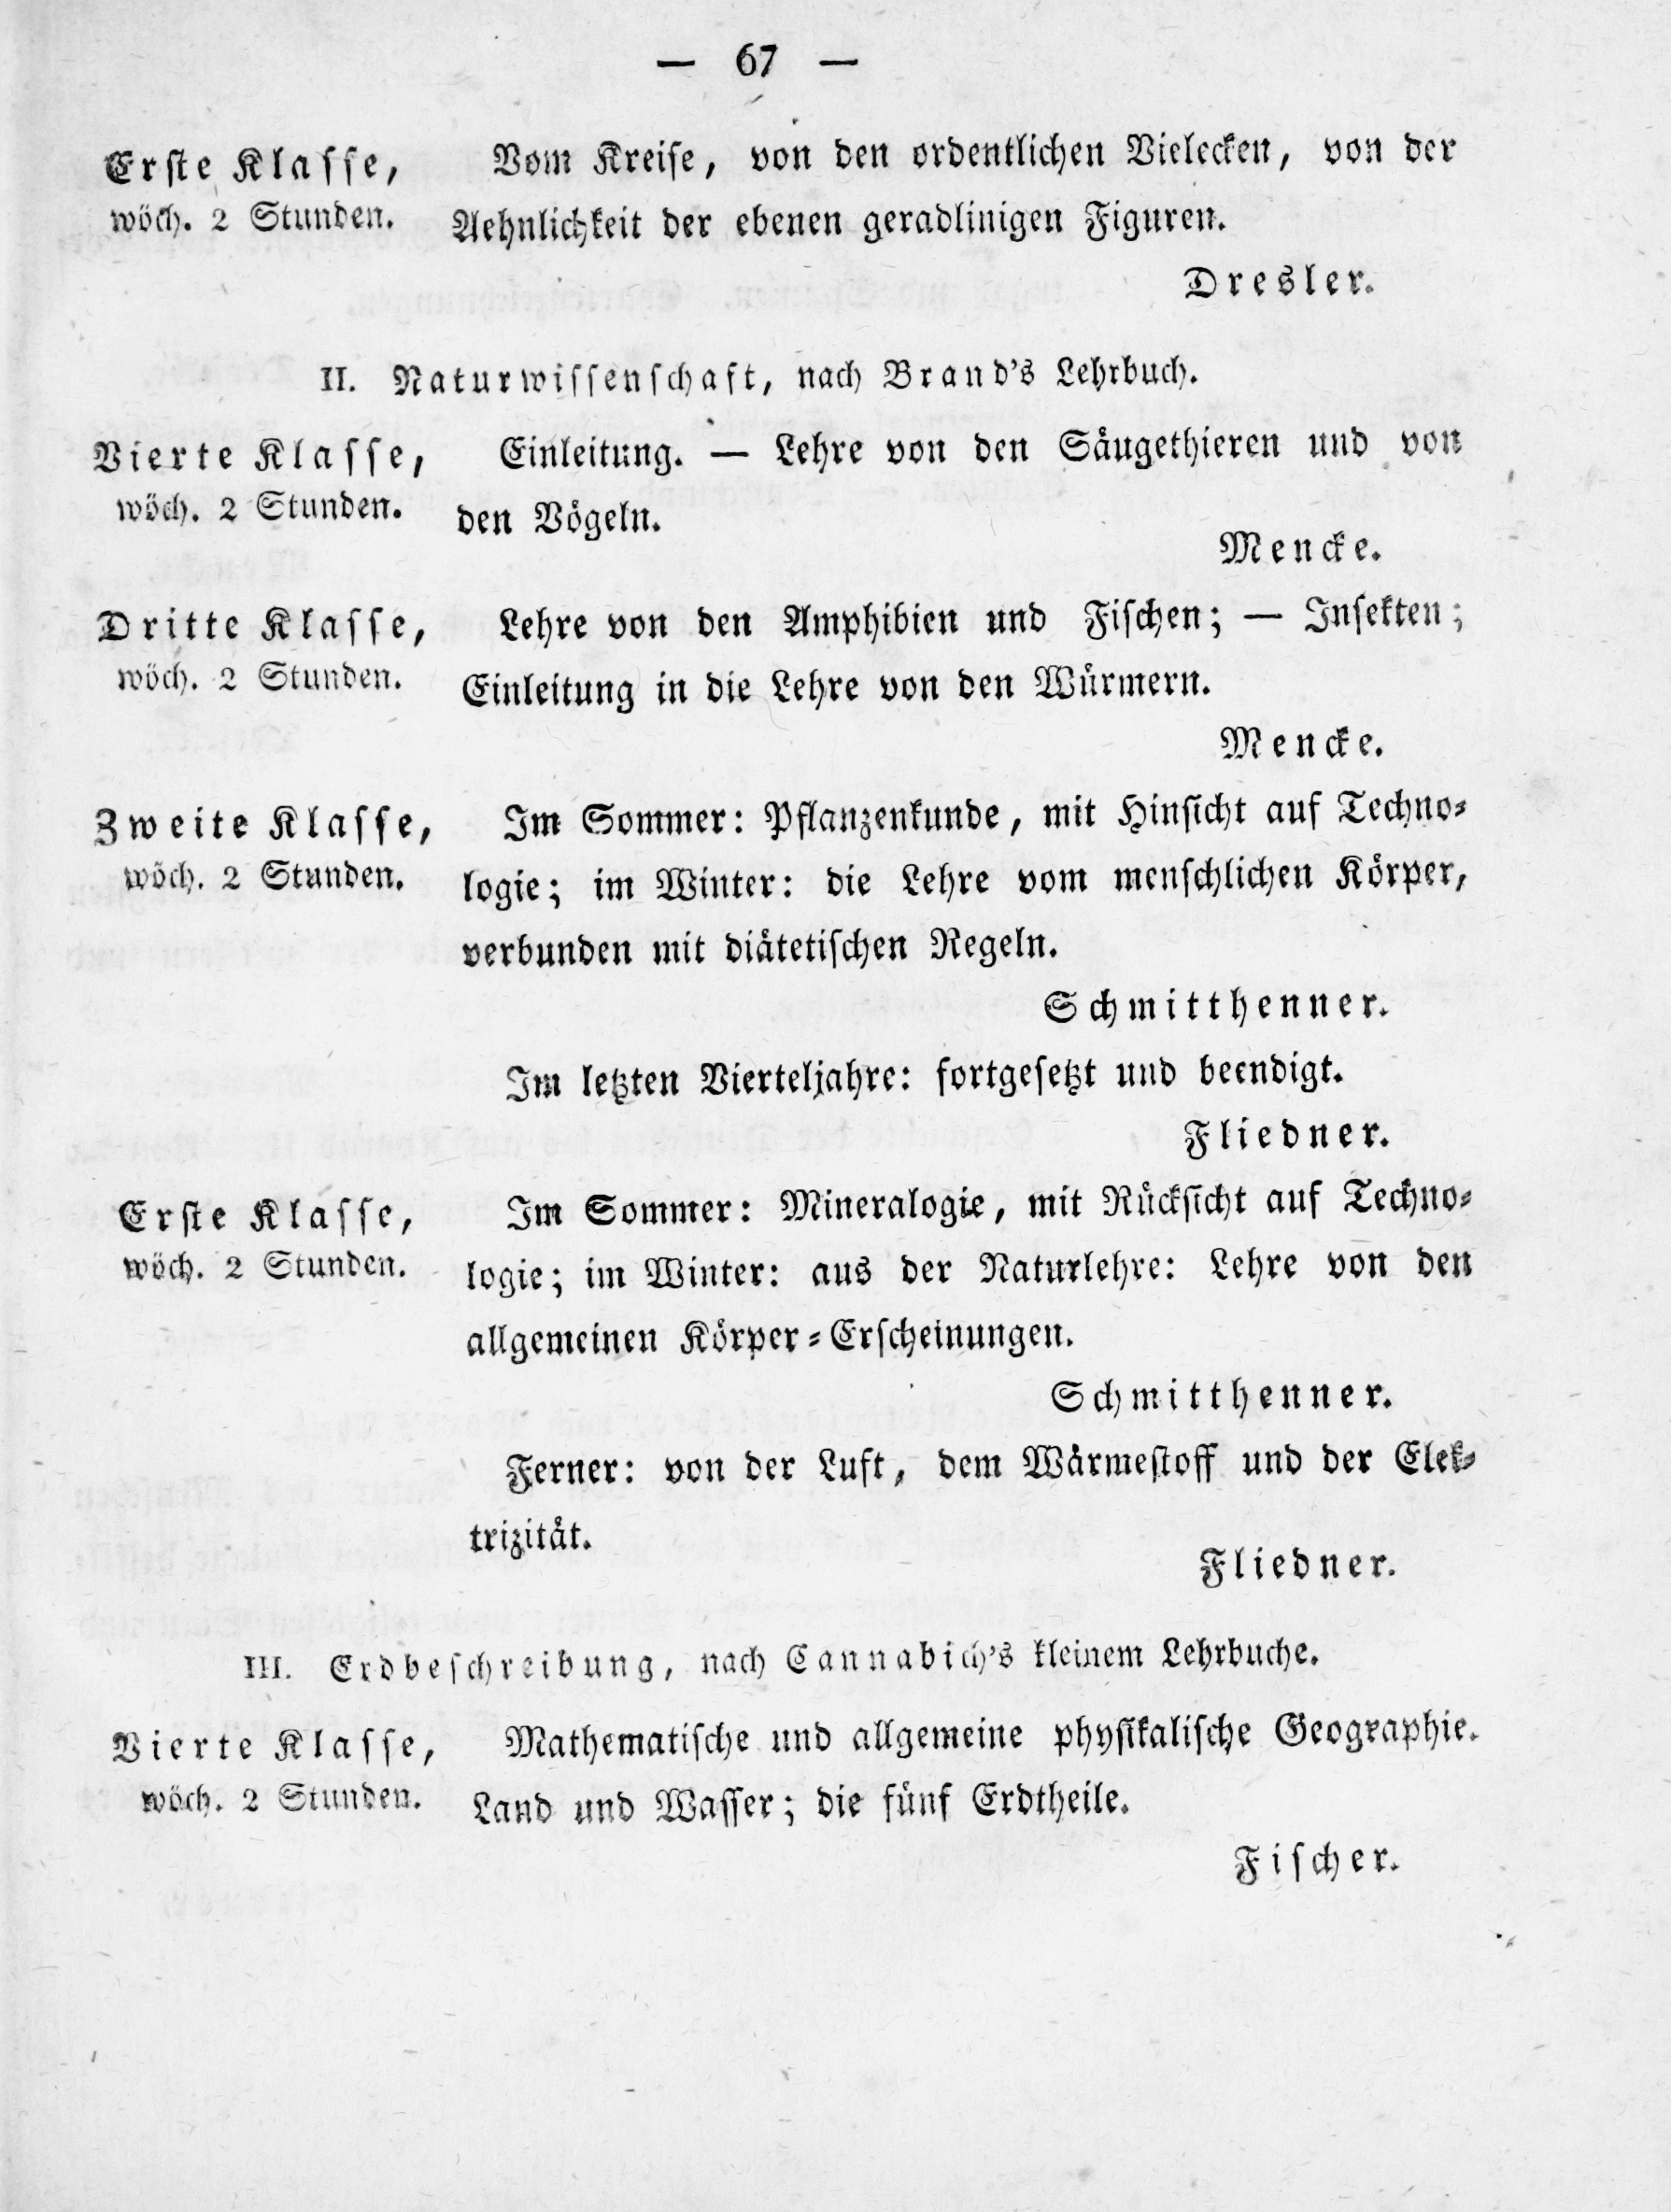 — 67 —
Erste Klasse,
wöch. 2 Stunden.
Vom Kreise, von den ordentlichen Vielecken, von der
Aehnlichkeit der ebenen geradlinigen Figuren.
Dresler.
II. Naturwissenschaft, nach Brand's Lehrbuch.
Vierte Klasse,
wöch. 2 Stunden.
Einleitung. — Lehre von den Säugethieren und von
den Vögeln.
Mencke.
Dritte Klasse,
wöch. 2 Stunden.
Lehre von den Amphibien und Fischen; — Insekten;
Einleitung in die Lehre von den Würmern.
Mencke.
Zweite Klasse,
wöch. 2 Stunden.
Im Sommer: Pflanzenkunde, mit Hinsicht auf Techno-
logie; im Winter: die Lehre vom menschlichen Körper,
verbunden mit diätetischen Regeln.
Schmitthenner.
Im letzten Vierteljahre: fortgesetzt und beendigt.
Fliedner.
Erste Klasse,
wöch. 2 Stunden.
Im Sommer: Mineralogie, mit Rücksicht auf Techno-
logie; im Winter: aus der Naturlehre: Lehre von den
allgemeinen Körper-Erscheinungen.
Schmitthenner.
Ferner: von der Luft, dem Wärmestoff und der Elek-
trizität.
Fliedner.
III. Erdbeschreibung, nach Cannabich's kleinem Lehrbuche.
Vierte Klasse,
wöch. 2 Stunden.
Mathematische und allgemeine physikalische Geographie.
Land und Wasser; die fünf Erdtheile.
Fischer.